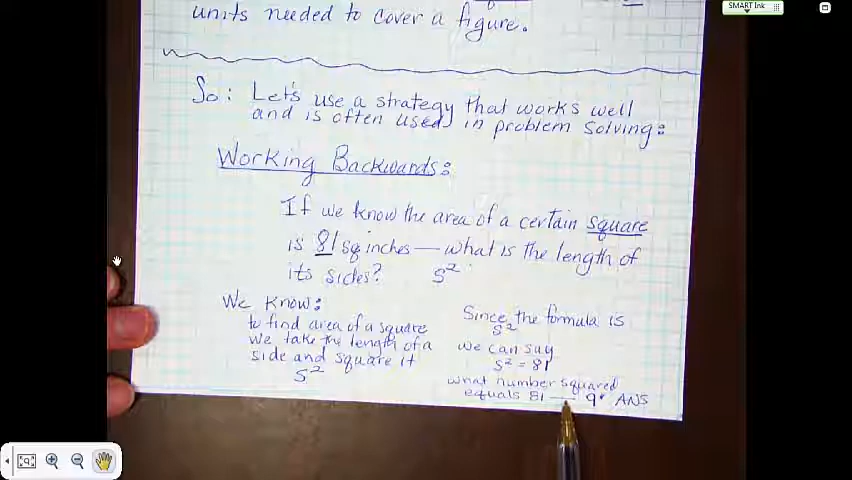 SMART Ink
units needed to cover a figure.
So: Let's use a strategy that works well
and is often used in problem solving:
Working Backwards:
If we know the area of a certain square
is 81 sq inches — what is the length of
its sides? s²
We know:
to find area of a square
we take the length of a
side and square it
s²
Since the formula is
s²
we can say
s² = 81
what number squared
equals 81 — 9" ANS